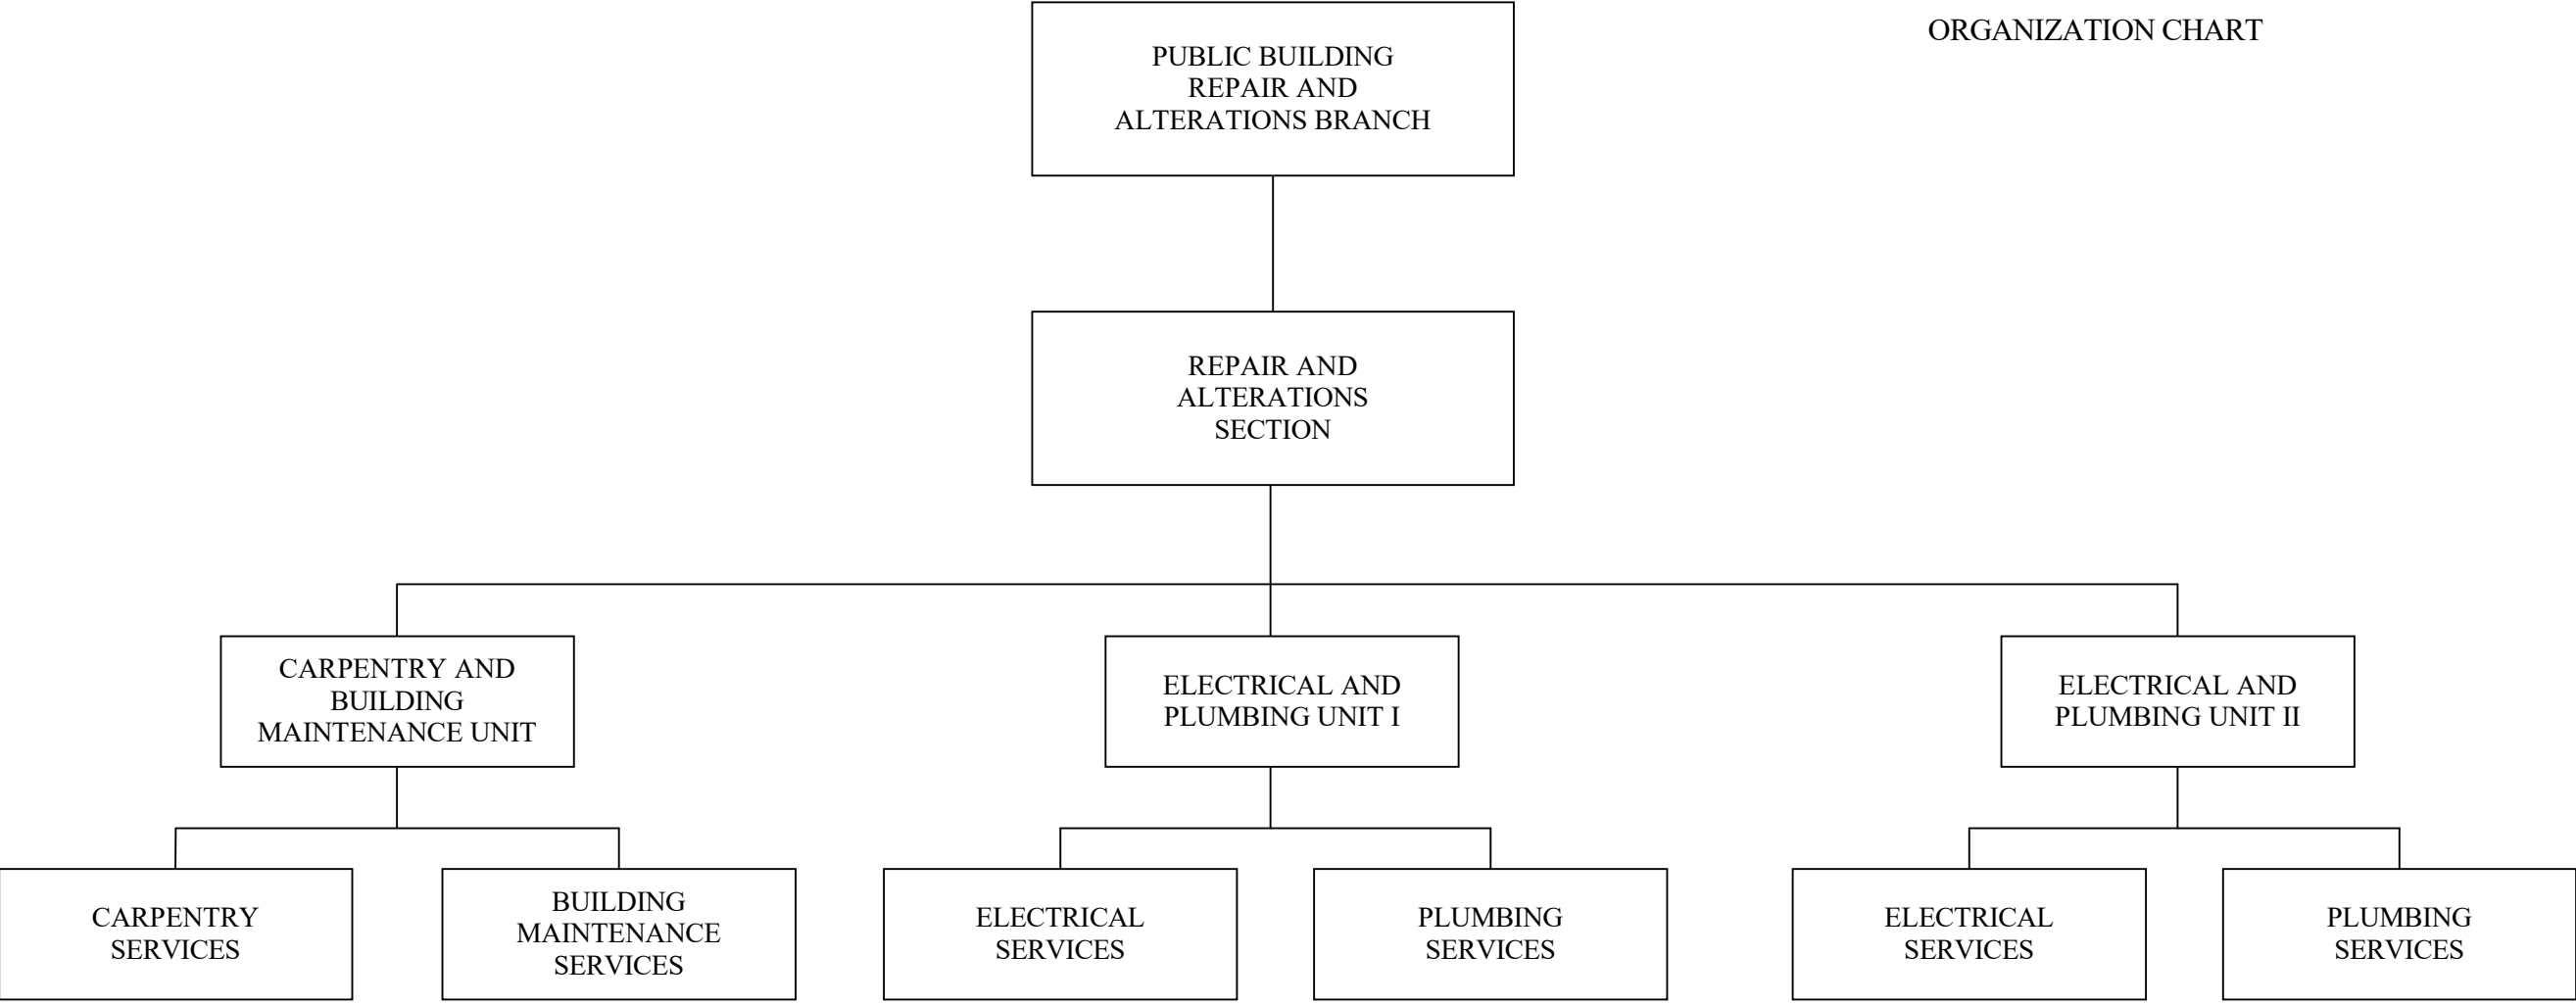 ORGANIZATION CHART
PUBLIC BUILDING
REPAIR AND
ALTERATIONS BRANCH
REPAIR AND
ALTERATIONS
SECTION
CARPENTRY AND
BUILDING
MAINTENANCE UNIT
ELECTRICAL AND
PLUMBING UNIT I
ELECTRICAL AND
PLUMBING UNIT II
CARPENTRY
SERVICES
BUILDING
MAINTENANCE
SERVICES
ELECTRICAL
SERVICES
PLUMBING
SERVICES
ELECTRICAL
SERVICES
PLUMBING
SERVICES